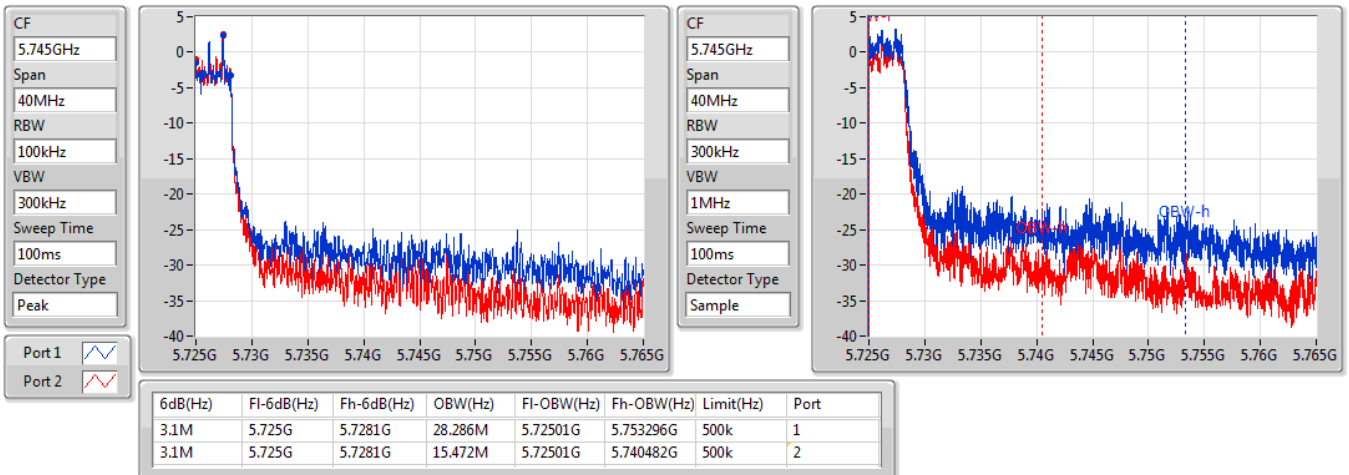 CF
5.745GHz
Span
40MHz
RBW
100kHz
VBW
300kHz
Sweep Time
100ms
Detector Type
Peak
Port 1
Port 2
5
0
-5
-10
-15
-20
-25
-30
-35
-40
5.725G 5.73G 5.735G 5.74G 5.745G 5.75G 5.755G 5.76G 5.765G
CF
5.745GHz
Span
40MHz
RBW
300kHz
VBW
1MHz
Sweep Time
100ms
Detector Type
Sample
5
0
-5
-10
-15
-20
-25
-30
-35
-40
OBW-h
OBW-h
5.725G 5.73G 5.735G 5.74G 5.745G 5.75G 5.755G 5.76G 5.765G
6dB(Hz) Fl-6dB(Hz) Fh-6dB(Hz) OBW(Hz) Fl-OBW(Hz) Fh-OBW(Hz) Limit(Hz) Port
3.1M 5.725G 5.7281G 28.286M 5.72501G 5.753296G 500k 1
3.1M 5.725G 5.7281G 15.472M 5.72501G 5.740482G 500k 2